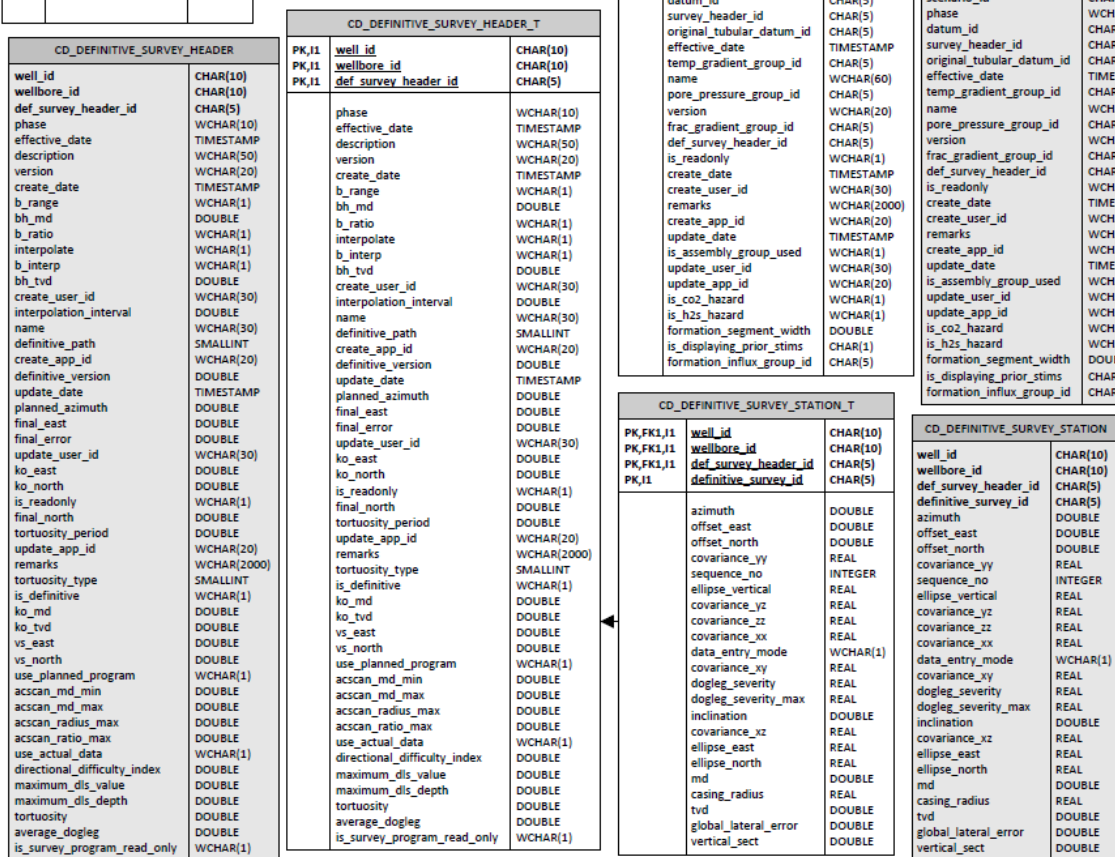 CD_DEFINITIVE_SURVEY_HEADER
well_id CHAR(10)
wellbore_id CHAR(10)
def_survey_header_id CHAR(5)
phase WCHAR(10)
effective_date TIMESTAMP
description WCHAR(50)
version WCHAR(20)
create_date TIMESTAMP
b_range WCHAR(1)
bh_md DOUBLE
b_ratio WCHAR(1)
interpolate WCHAR(1)
b_interp WCHAR(1)
bh_tvd DOUBLE
create_user_id WCHAR(30)
interpolation_interval DOUBLE
name WCHAR(30)
definitive_path SMALLINT
create_app_id WCHAR(20)
definitive_version DOUBLE
update_date TIMESTAMP
planned_azimuth DOUBLE
final_east DOUBLE
final_error DOUBLE
update_user_id WCHAR(30)
ko_east DOUBLE
ko_north DOUBLE
is_readonly WCHAR(1)
final_north DOUBLE
tortuosity_period DOUBLE
update_app_id WCHAR(20)
remarks WCHAR(2000)
tortuosity_type SMALLINT
is_definitive WCHAR(1)
ko_md DOUBLE
ko_tvd DOUBLE
vs_east DOUBLE
vs_north DOUBLE
use_planned_program WCHAR(1)
acscan_md_min DOUBLE
acscan_md_max DOUBLE
acscan_radius_max DOUBLE
acscan_ratio_max DOUBLE
use_actual_data WCHAR(1)
directional_difficulty_index DOUBLE
maximum_dls_value DOUBLE
maximum_dls_depth DOUBLE
tortuosity DOUBLE
average_dogleg DOUBLE
is_survey_program_read_only WCHAR(1)
CD_DEFINITIVE_SURVEY_HEADER_T
PK,I1 well_id CHAR(10)
PK,I1 wellbore_id CHAR(10)
PK,I1 def_survey_header_id CHAR(5)
phase WCHAR(10)
effective_date TIMESTAMP
description WCHAR(50)
version WCHAR(20)
create_date TIMESTAMP
b_range WCHAR(1)
bh_md DOUBLE
b_ratio WCHAR(1)
interpolate WCHAR(1)
b_interp WCHAR(1)
bh_tvd DOUBLE
create_user_id WCHAR(30)
interpolation_interval DOUBLE
name WCHAR(30)
definitive_path SMALLINT
create_app_id WCHAR(20)
definitive_version DOUBLE
update_date TIMESTAMP
planned_azimuth DOUBLE
final_east DOUBLE
final_error DOUBLE
update_user_id WCHAR(30)
ko_east DOUBLE
ko_north DOUBLE
is_readonly WCHAR(1)
final_north DOUBLE
tortuosity_period DOUBLE
update_app_id WCHAR(20)
remarks WCHAR(2000)
tortuosity_type SMALLINT
is_definitive WCHAR(1)
ko_md DOUBLE
ko_tvd DOUBLE
vs_east DOUBLE
vs_north DOUBLE
use_planned_program WCHAR(1)
acscan_md_min DOUBLE
acscan_md_max DOUBLE
acscan_radius_max DOUBLE
acscan_ratio_max DOUBLE
use_actual_data WCHAR(1)
directional_difficulty_index DOUBLE
maximum_dls_value DOUBLE
maximum_dls_depth DOUBLE
tortuosity DOUBLE
average_dogleg DOUBLE
is_survey_program_read_only WCHAR(1)
datum_id CHAR(5)
survey_header_id CHAR(5)
original_tubular_datum_id CHAR(5)
effective_date TIMESTAMP
temp_gradient_group_id CHAR(5)
name WCHAR(60)
pore_pressure_group_id CHAR(5)
version WCHAR(20)
frac_gradient_group_id CHAR(5)
def_survey_header_id CHAR(5)
is_readonly WCHAR(1)
create_date TIMESTAMP
create_user_id WCHAR(30)
remarks WCHAR(2000)
create_app_id WCHAR(20)
update_date TIMESTAMP
is_assembly_group_used WCHAR(1)
update_user_id WCHAR(30)
update_app_id WCHAR(20)
is_co2_hazard WCHAR(1)
is_h2s_hazard WCHAR(1)
formation_segment_width DOUBLE
is_displaying_prior_stims CHAR(1)
formation_influx_group_id CHAR(5)
CD_DEFINITIVE_SURVEY_STATION_T
PK,FK1,I1 well_id CHAR(10)
PK,FK1,I1 wellbore_id CHAR(10)
PK,FK1,I1 def_survey_header_id CHAR(5)
PK,I1 definitive_survey_id CHAR(5)
azimuth DOUBLE
offset_east DOUBLE
offset_north DOUBLE
covariance_yy REAL
sequence_no INTEGER
ellipse_vertical REAL
covariance_yz REAL
covariance_zz REAL
covariance_xx REAL
data_entry_mode WCHAR(1)
covariance_xy REAL
dogleg_severity REAL
dogleg_severity_max REAL
inclination DOUBLE
covariance_xz REAL
ellipse_east REAL
ellipse_north REAL
md DOUBLE
casing_radius REAL
tvd DOUBLE
global_lateral_error DOUBLE
vertical_sect DOUBLE
phase WCH
datum_id CHAR
survey_header_id CHAR
original_tubular_datum_id CHAR
effective_date TIME
temp_gradient_group_id CHAR
name WCH
pore_pressure_group_id CHAR
version WCH
frac_gradient_group_id CHAR
def_survey_header_id CHAR
is_readonly WCH
create_date TIME
create_user_id WCH
remarks WCH
create_app_id WCH
update_date TIME
is_assembly_group_used WCH
update_user_id WCH
update_app_id WCH
is_co2_hazard WCH
is_h2s_hazard WCH
formation_segment_width DOU
is_displaying_prior_stims CHAR
formation_influx_group_id CHAR
CD_DEFINITIVE_SURVEY_STATION
well_id CHAR(10)
wellbore_id CHAR(10)
def_survey_header_id CHAR(5)
definitive_survey_id CHAR(5)
azimuth DOUBLE
offset_east DOUBLE
offset_north DOUBLE
covariance_yy REAL
sequence_no INTEGER
ellipse_vertical REAL
covariance_yz REAL
covariance_zz REAL
covariance_xx REAL
data_entry_mode WCHAR(1)
covariance_xy REAL
dogleg_severity REAL
dogleg_severity_max REAL
inclination DOUBLE
covariance_xz REAL
ellipse_east REAL
ellipse_north REAL
md DOUBLE
casing_radius REAL
tvd DOUBLE
global_lateral_error DOUBLE
vertical_sect DOUBLE